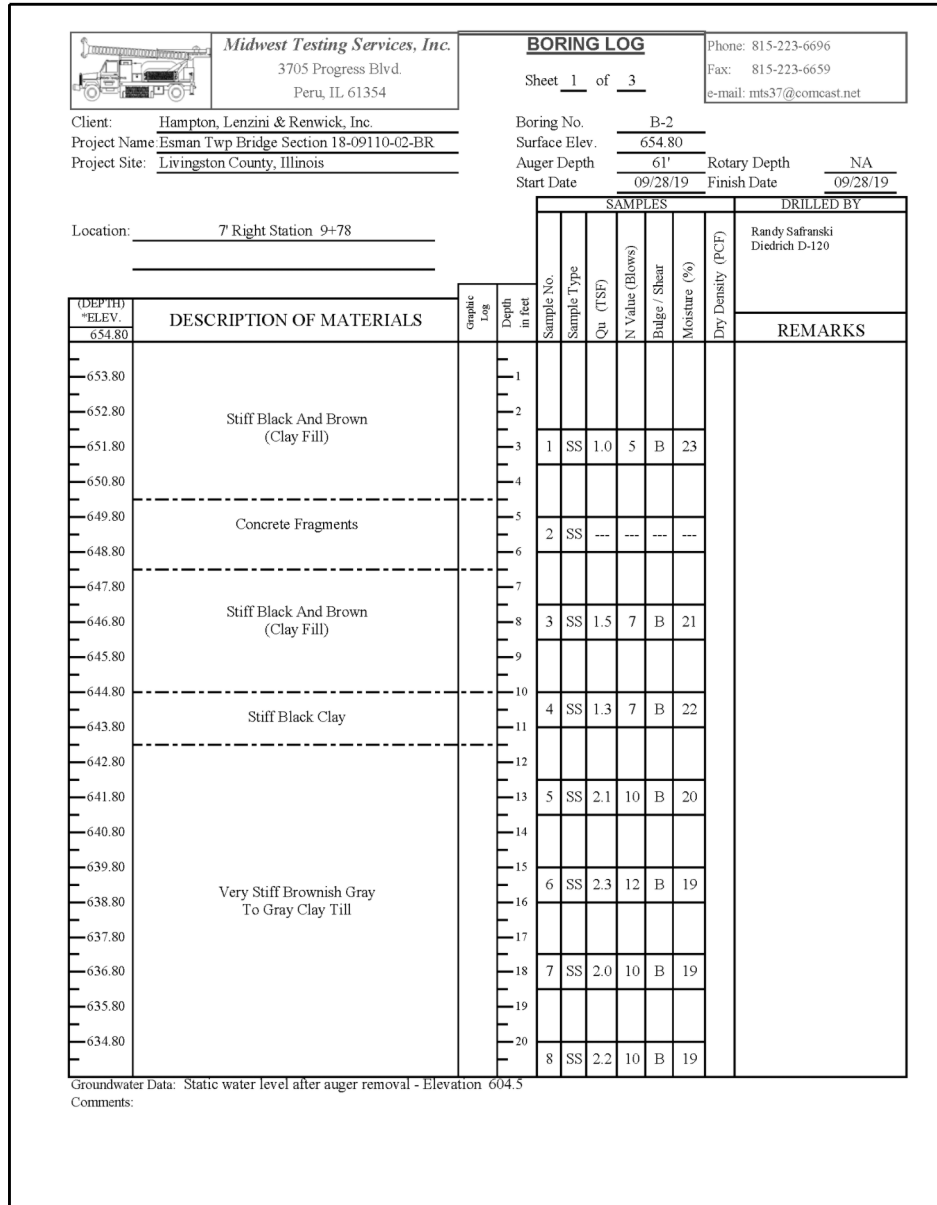 Midwest Testing Services, Inc.
3705 Progress Blvd.
Peru, IL 61354
BORING LOG
Sheet 1 of 3
Phone: 815-223-6696
Fax: 815-223-6659
e-mail: mts37@comcast.net
Client: Hampton, Lenzini & Renwick, Inc.
Project Name: Esman Twp Bridge Section 18-09110-02-BR
Project Site: Livingston County, Illinois
Boring No. B-2
Surface Elev. 654.80
Auger Depth 61' Rotary Depth NA
Start Date 09/28/19 Finish Date 09/28/19
Location: 7' Right Station 9+78
SAMPLES DRILLED BY
Randy Safranski
Diedrich D-120
(DEPTH)
*ELEV.
654.80
DESCRIPTION OF MATERIALS
Graphic
Log
Depth
in feet
Sample No.
Sample Type
Qu (TSF)
N Value (Blows)
Bulge / Shear
Moisture (%)
Dry Density (PCF)
REMARKS
653.80 1
652.80 2
Stiff Black And Brown
(Clay Fill)
651.80 3 1 SS 1.0 5 B 23
650.80 4
649.80 5
Concrete Fragments
2 SS --- --- --- ---
648.80 6
647.80 7
Stiff Black And Brown
(Clay Fill)
646.80 8 3 SS 1.5 7 B 21
645.80 9
644.80 10
Stiff Black Clay
4 SS 1.3 7 B 22
643.80 11
642.80 12
641.80 13 5 SS 2.1 10 B 20
640.80 14
639.80 15
Very Stiff Brownish Gray
To Gray Clay Till
6 SS 2.3 12 B 19
638.80 16
637.80 17
636.80 18 7 SS 2.0 10 B 19
635.80 19
634.80 20
8 SS 2.2 10 B 19
Groundwater Data: Static water level after auger removal - Elevation 604.5
Comments: